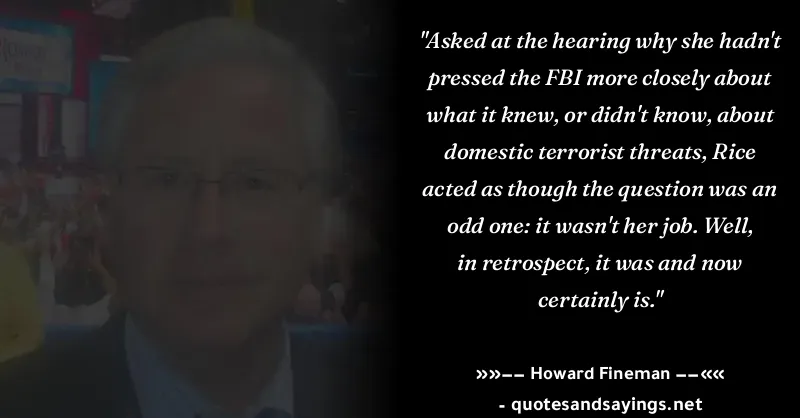 "Asked at the hearing why she hadn't
pressed the FBI more closely about
what it knew, or didn't know, about
domestic terrorist threats, Rice
acted as though the question was an
odd one: it wasn't her job. Well,
in retrospect, it was and now
certainly is."
»»−− Howard Fineman −−««
- quotesandsayings.net